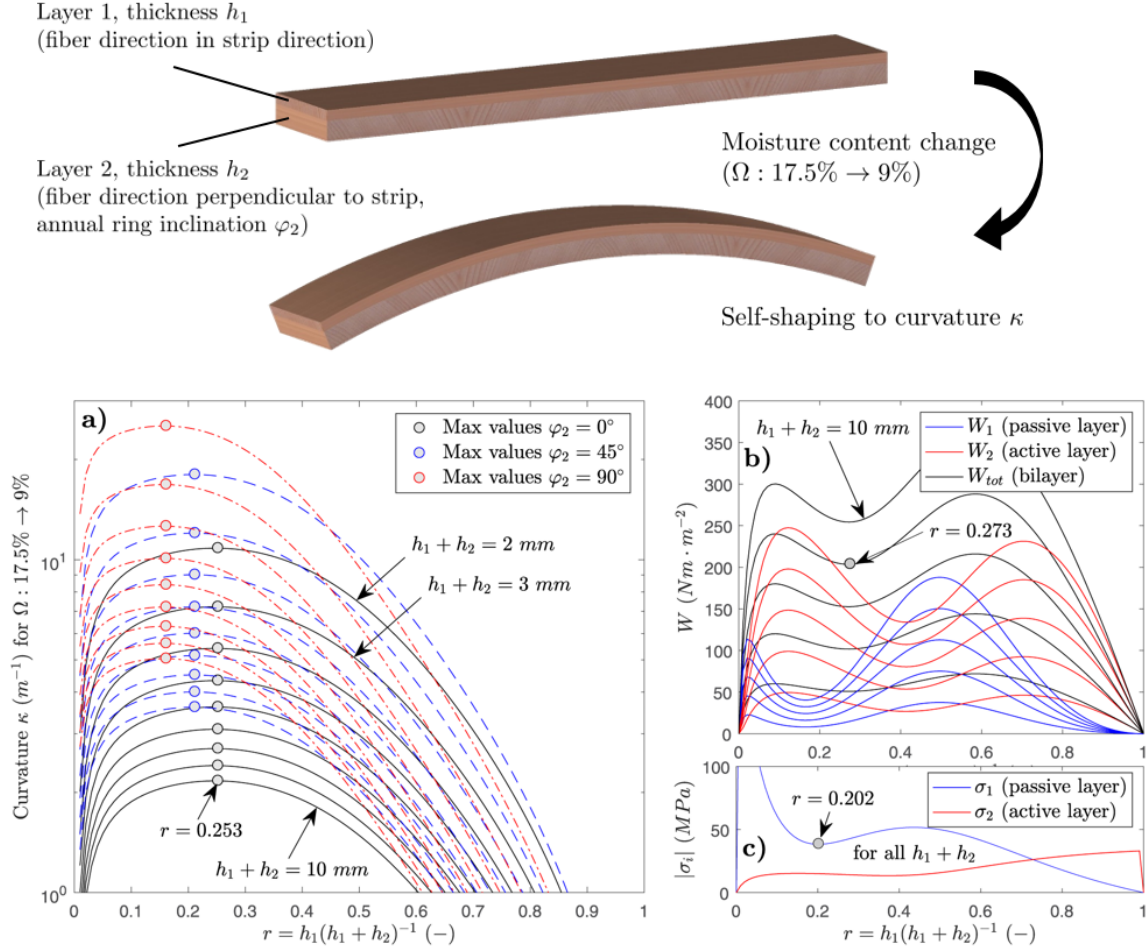 Layer 1, thickness h₁
(fiber direction in strip direction)
Layer 2, thickness h₂
(fiber direction perpendicular to strip,
annual ring inclination φ₂)
Moisture content change
(Ω : 17.5% → 9%)
Self-shaping to curvature κ
a)
Max values φ₂ = 0°
Max values φ₂ = 45°
Max values φ₂ = 90°
h₁ + h₂ = 2 mm
h₁ + h₂ = 3 mm
r = 0.253
h₁ + h₂ = 10 mm
Curvature κ (m⁻¹) for Ω : 17.5% → 9%
10¹
10⁰
0 0.1 0.2 0.3 0.4 0.5 0.6 0.7 0.8 0.9 1
r = h₁(h₁ + h₂)⁻¹ (−)
b)
h₁ + h₂ = 10 mm
W₁ (passive layer)
W₂ (active layer)
Wₜₒₜ (bilayer)
r = 0.273
W (Nm · m⁻²)
400
350
300
250
200
150
100
50
0
0 0.2 0.4 0.6 0.8 1
c)
σ₁ (passive layer)
σ₂ (active layer)
r = 0.202
for all h₁ + h₂
|σᵢ| (MPa)
100
50
0
0 0.2 0.4 0.6 0.8 1
r = h₁(h₁ + h₂)⁻¹ (−)